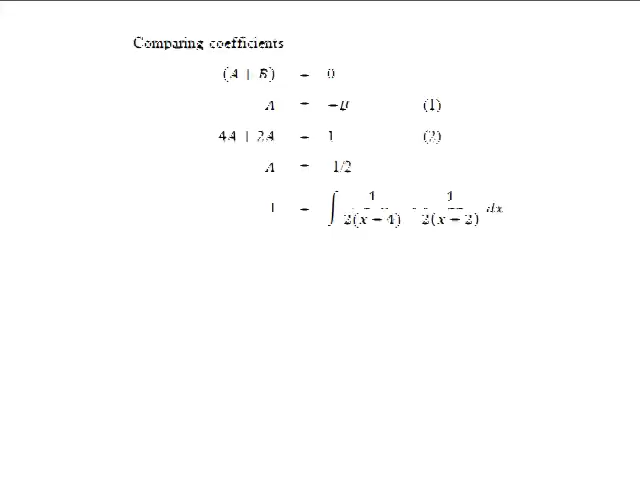 Comparing coefficients
(A + B) = 0
A = −B (1)
4A + 2A = 1 (2)
A = 1/2
I = ∫ 1/2(x − 4) 1/2(x − 2) dx